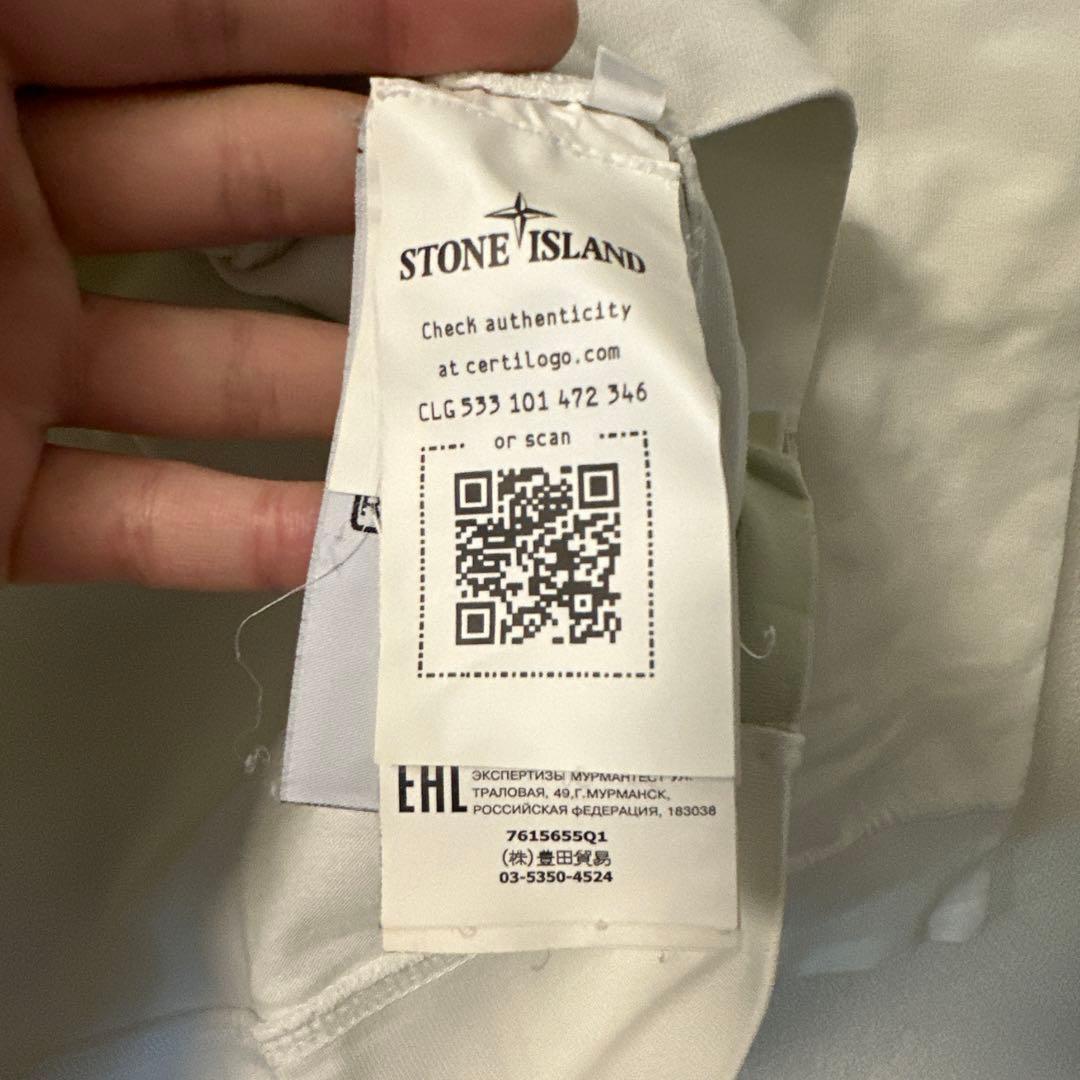 STONE ISLAND
Check authenticity
at certilogo.com
CLG 533 101 472 346
or scan
EAC
ЭКСПЕРТИЗЫ МУРМАНТЕСТ УЛ.
ТРАЛОВАЯ, 49,Г.МУРМАНСК,
РОССИЙСКАЯ ФЕДЕРАЦИЯ, 183038
7615655Q1
(株)豊田貿易
03-5350-4524